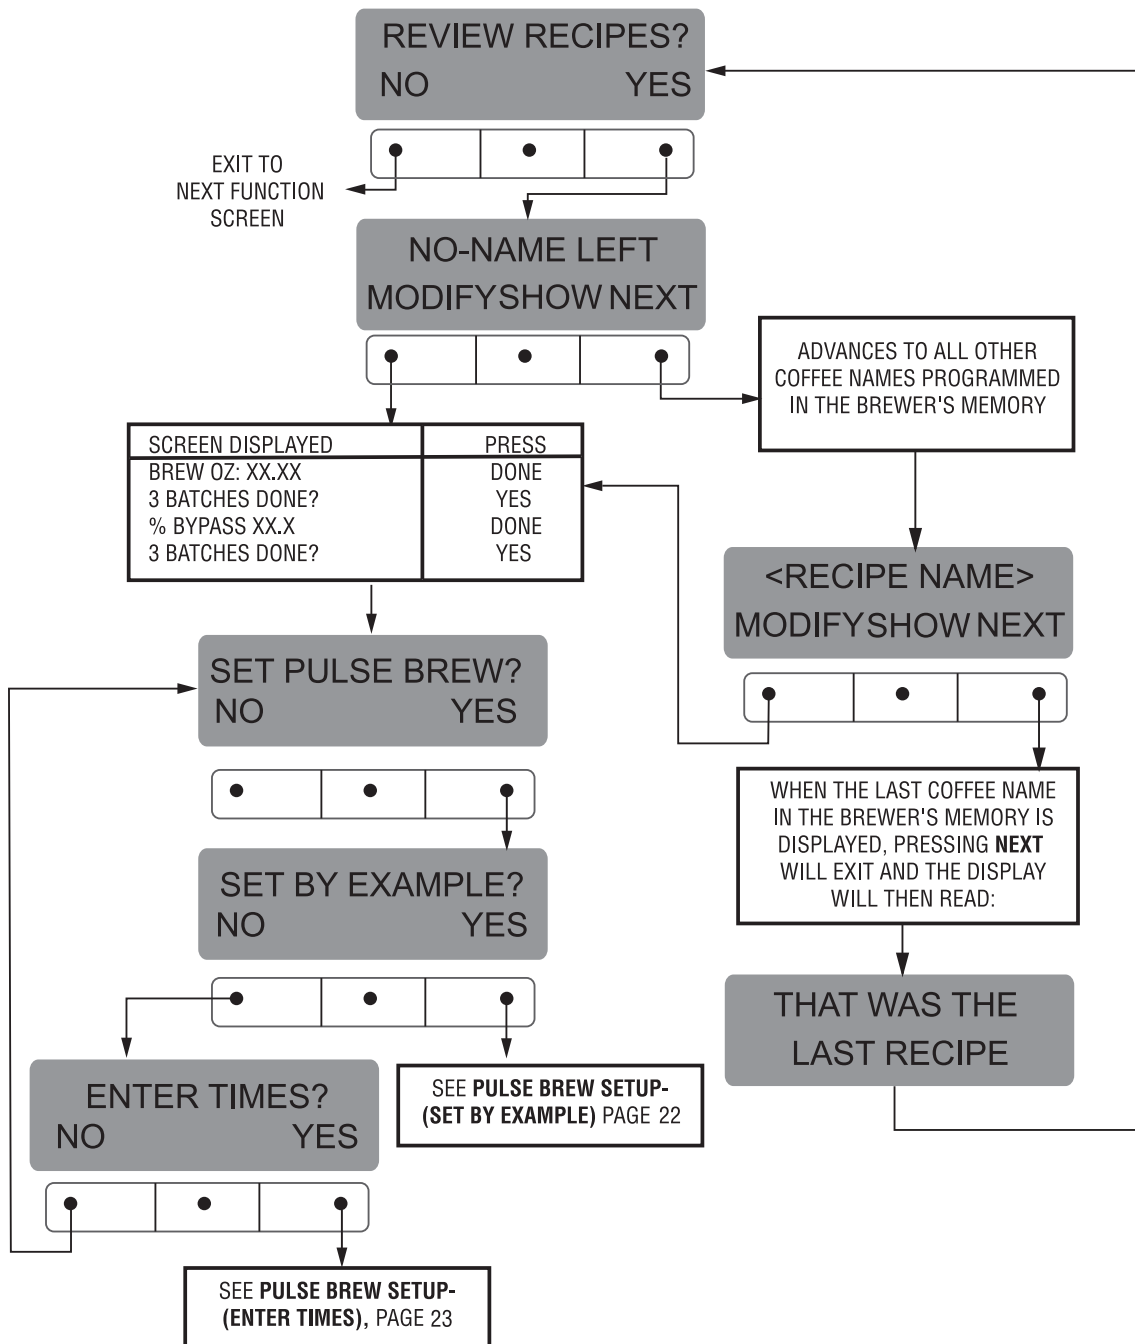 REVIEW RECIPES?
NO YES
EXIT TO
NEXT FUNCTION
SCREEN
NO-NAME LEFT
MODIFY SHOW NEXT
ADVANCES TO ALL OTHER
COFFEE NAMES PROGRAMMED
IN THE BREWER'S MEMORY
SCREEN DISPLAYED PRESS
BREW OZ: XX.XX DONE
3 BATCHES DONE? YES
% BYPASS XX.X DONE
3 BATCHES DONE? YES
<RECIPE NAME>
MODIFY SHOW NEXT
SET PULSE BREW?
NO YES
WHEN THE LAST COFFEE NAME
IN THE BREWER'S MEMORY IS
DISPLAYED, PRESSING NEXT
WILL EXIT AND THE DISPLAY
WILL THEN READ:
SET BY EXAMPLE?
NO YES
THAT WAS THE
LAST RECIPE
ENTER TIMES?
NO YES
SEE PULSE BREW SETUP-
(SET BY EXAMPLE) PAGE 22
SEE PULSE BREW SETUP-
(ENTER TIMES), PAGE 23